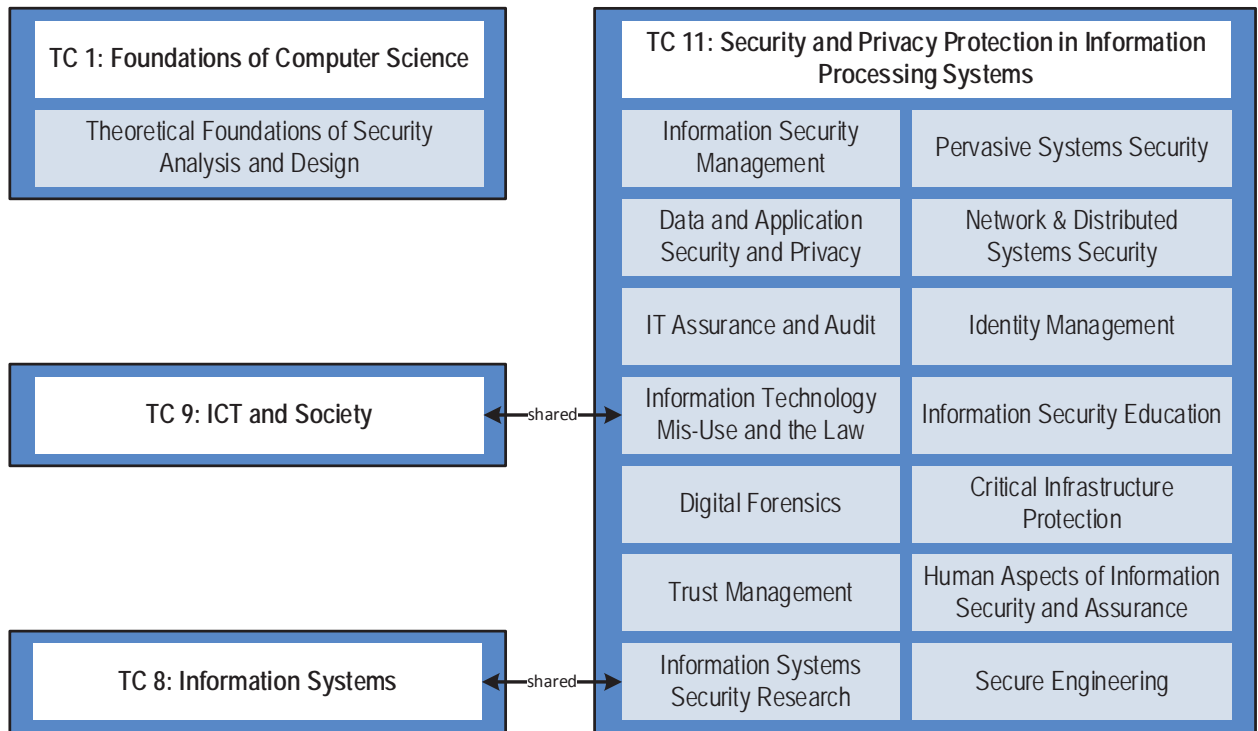 TC 1: Foundations of Computer Science
Theoretical Foundations of Security
Analysis and Design
TC 9: ICT and Society
shared
TC 8: Information Systems
shared
TC 11: Security and Privacy Protection in Information
Processing Systems
Information Security
Management
Pervasive Systems Security
Data and Application
Security and Privacy
Network & Distributed
Systems Security
IT Assurance and Audit
Identity Management
Information Technology
Mis-Use and the Law
Information Security Education
Digital Forensics
Critical Infrastructure
Protection
Trust Management
Human Aspects of Information
Security and Assurance
Information Systems
Security Research
Secure Engineering